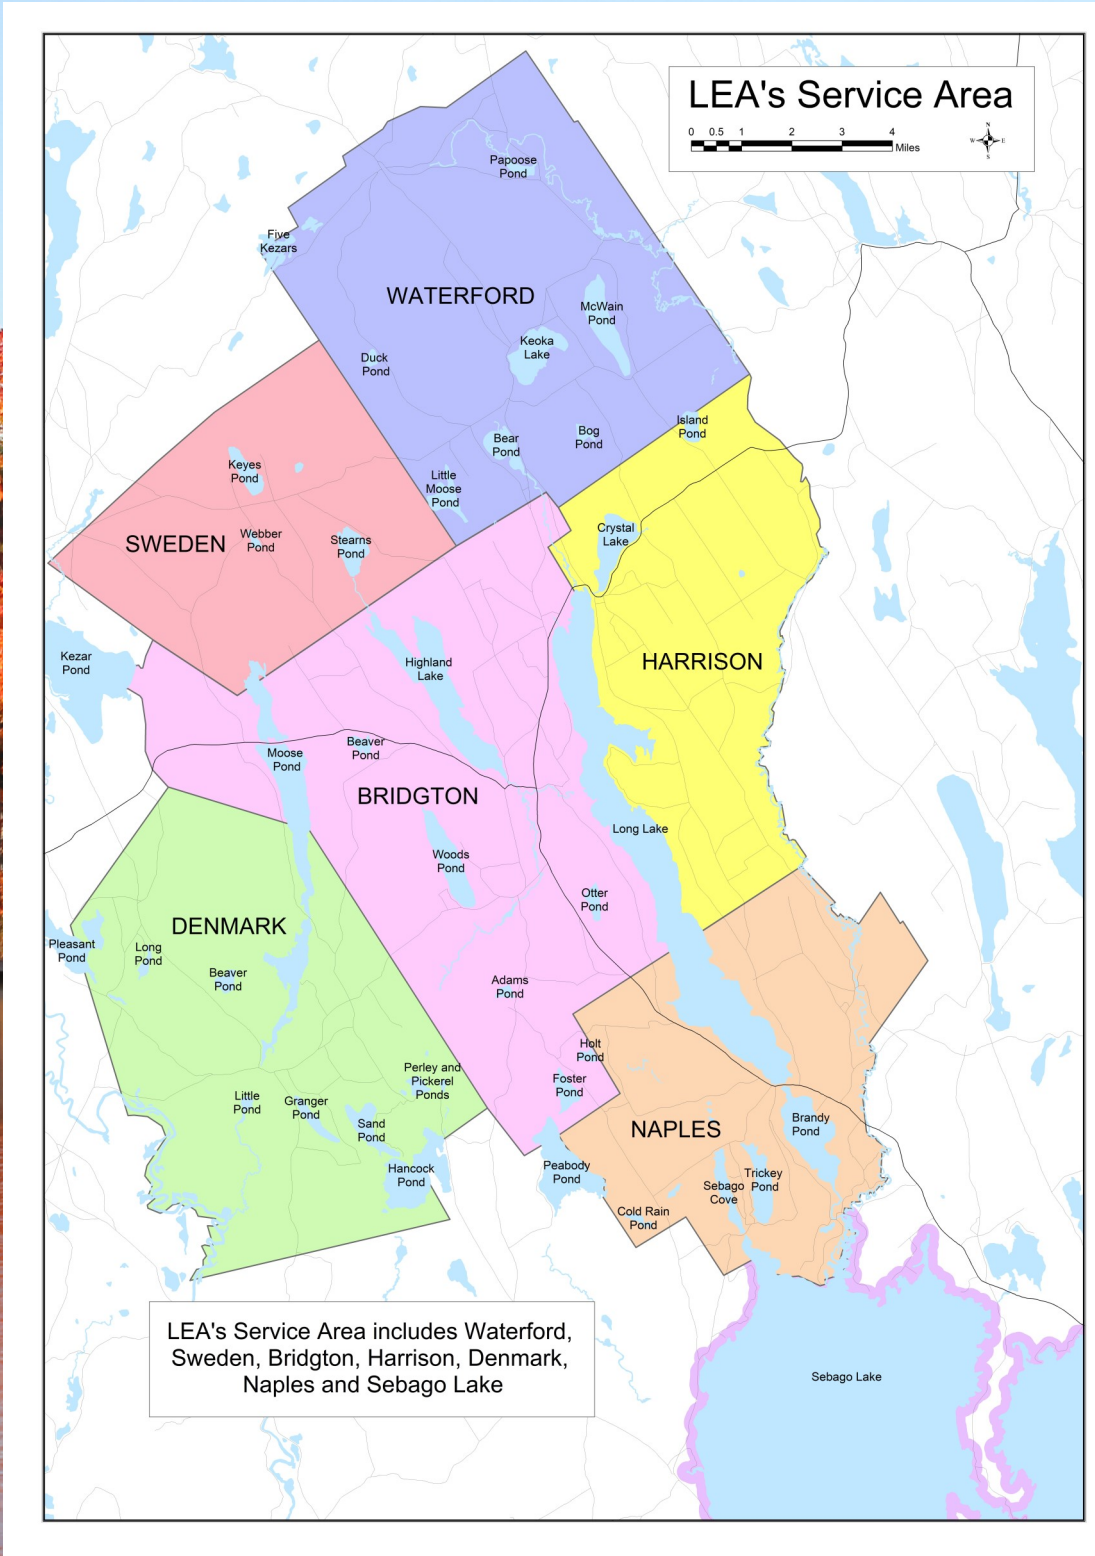 LEA's Service Area
0 0.5 1 2 3 4
Miles
N
W E
S
Papoose
Pond
Five
Kezars
WATERFORD
McWain
Pond
Keoka
Lake
Duck
Pond
Island
Pond
Bog
Pond
Bear
Pond
Little
Moose
Pond
Keyes
Pond
SWEDEN
Webber
Pond
Stearns
Pond
Crystal
Lake
Kezar
Pond
Highland
Lake
HARRISON
Moose
Pond
Beaver
Pond
BRIDGTON
Long Lake
Woods
Pond
Otter
Pond
DENMARK
Pleasant
Pond
Long
Pond
Beaver
Pond
Adams
Pond
Holt
Pond
Perley and
Pickerel
Ponds
Foster
Pond
Little
Pond
Granger
Pond
Sand
Pond
NAPLES
Brandy
Pond
Hancock
Pond
Peabody
Pond
Trickey
Pond
Sebago
Cove
Cold Rain
Pond
LEA's Service Area includes Waterford,
Sweden, Bridgton, Harrison, Denmark,
Naples and Sebago Lake
Sebago Lake